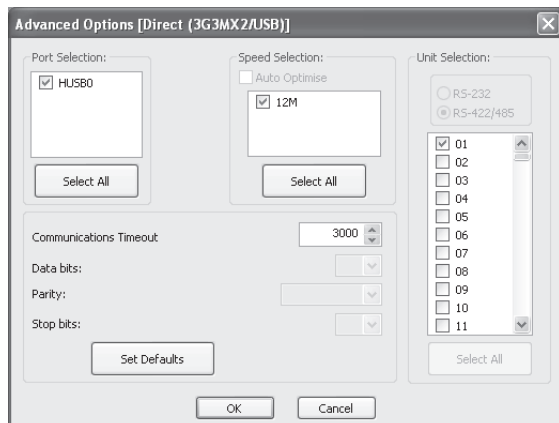 Advanced Options [Direct (3G3MX2/USB)]
Port Selection:
HUSB0
Select All
Speed Selection:
Auto Optimise
12M
Select All
Unit Selection:
RS-232
RS-422/485
01
02
03
04
05
06
07
08
09
10
11
Select All
Communications Timeout 3000
Data bits:
Parity:
Stop bits:
Set Defaults
OK Cancel